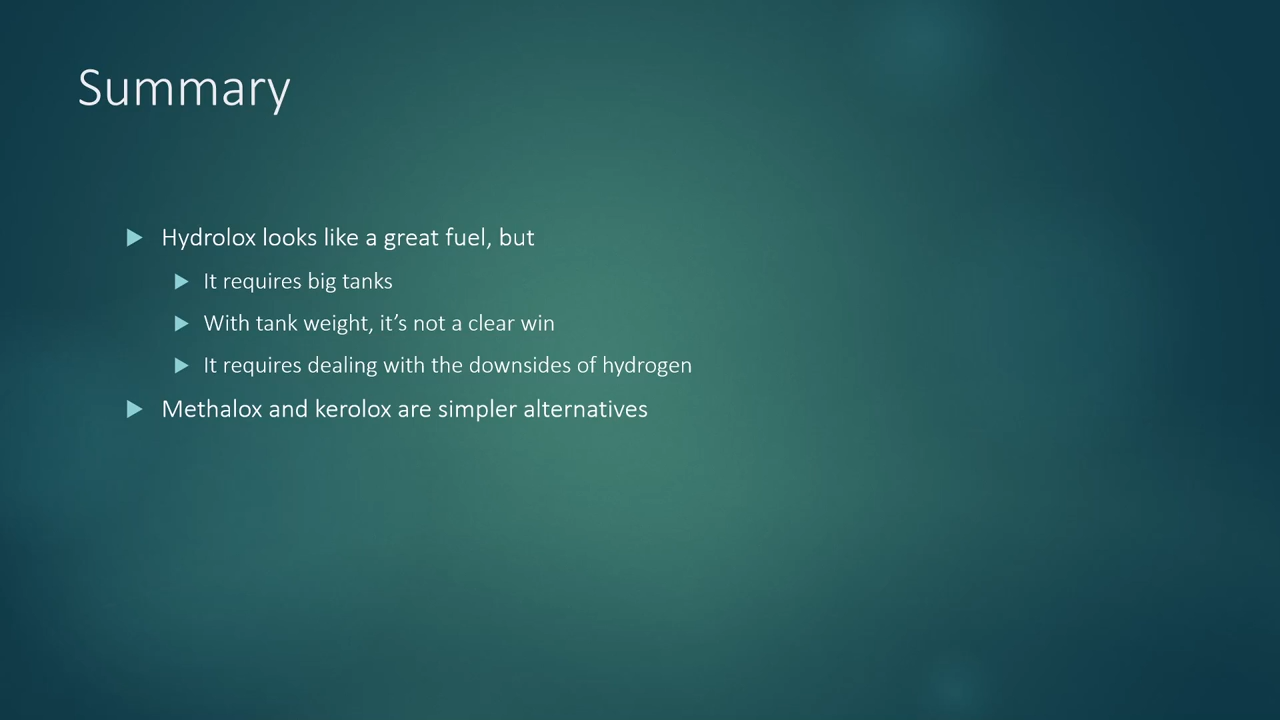 Summary
Hydrolox looks like a great fuel, but
It requires big tanks
With tank weight, it’s not a clear win
It requires dealing with the downsides of hydrogen
Methalox and kerolox are simpler alternatives